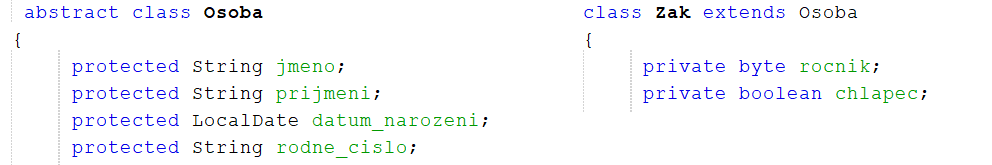 abstract class Osoba
{
protected String jmeno;
protected String prijmeni;
protected LocalDate datum_narozeni;
protected String rodne_cislo;
class Zak extends Osoba
{
private byte rocnik;
private boolean chlapec;